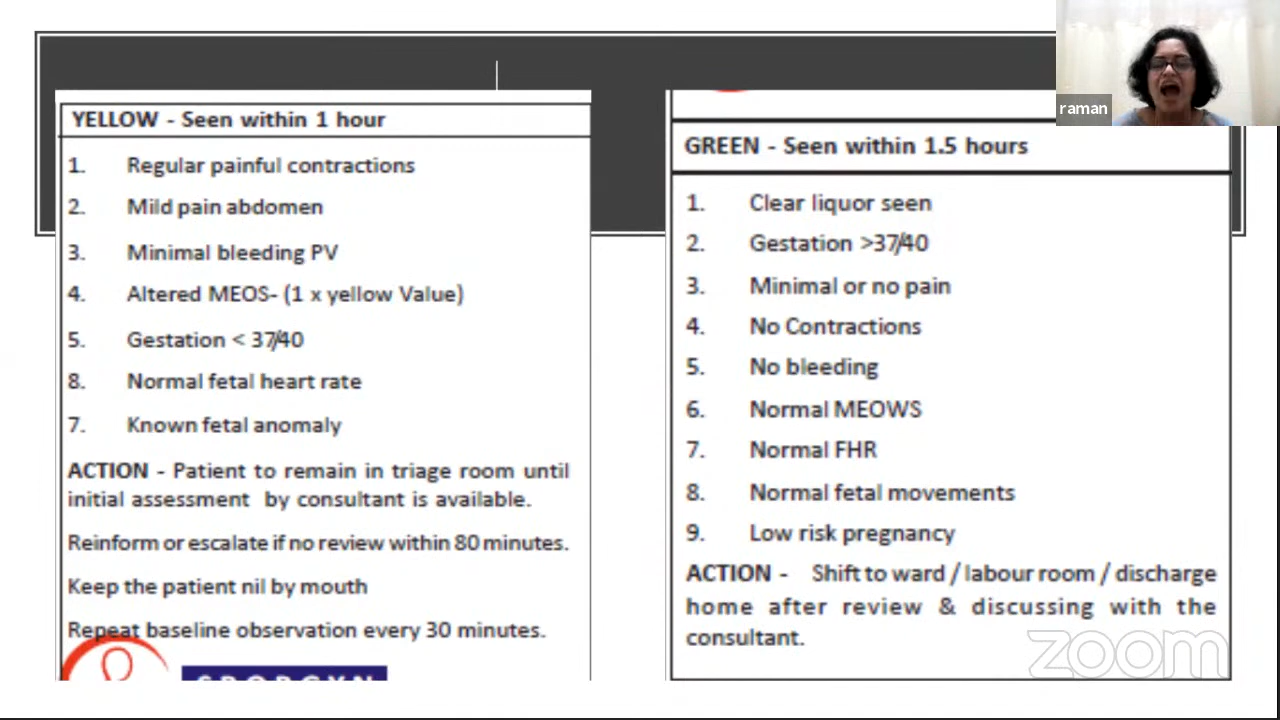 YELLOW - Seen within 1 hour
1. Regular painful contractions
2. Mild pain abdomen
3. Minimal bleeding PV
4. Altered MEOS- (1 x yellow Value)
5. Gestation < 37/40
8. Normal fetal heart rate
7. Known fetal anomaly
ACTION - Patient to remain in triage room until
initial assessment by consultant is available.
Reinform or escalate if no review within 80 minutes.
Keep the patient nil by mouth
Repeat baseline observation every 30 minutes.
GREEN - Seen within 1.5 hours
1. Clear liquor seen
2. Gestation >37/40
3. Minimal or no pain
4. No Contractions
5. No bleeding
6. Normal MEOWS
7. Normal FHR
8. Normal fetal movements
9. Low risk pregnancy
ACTION - Shift to ward / labour room / discharge
home after review & discussing with the
consultant.
raman
zoom